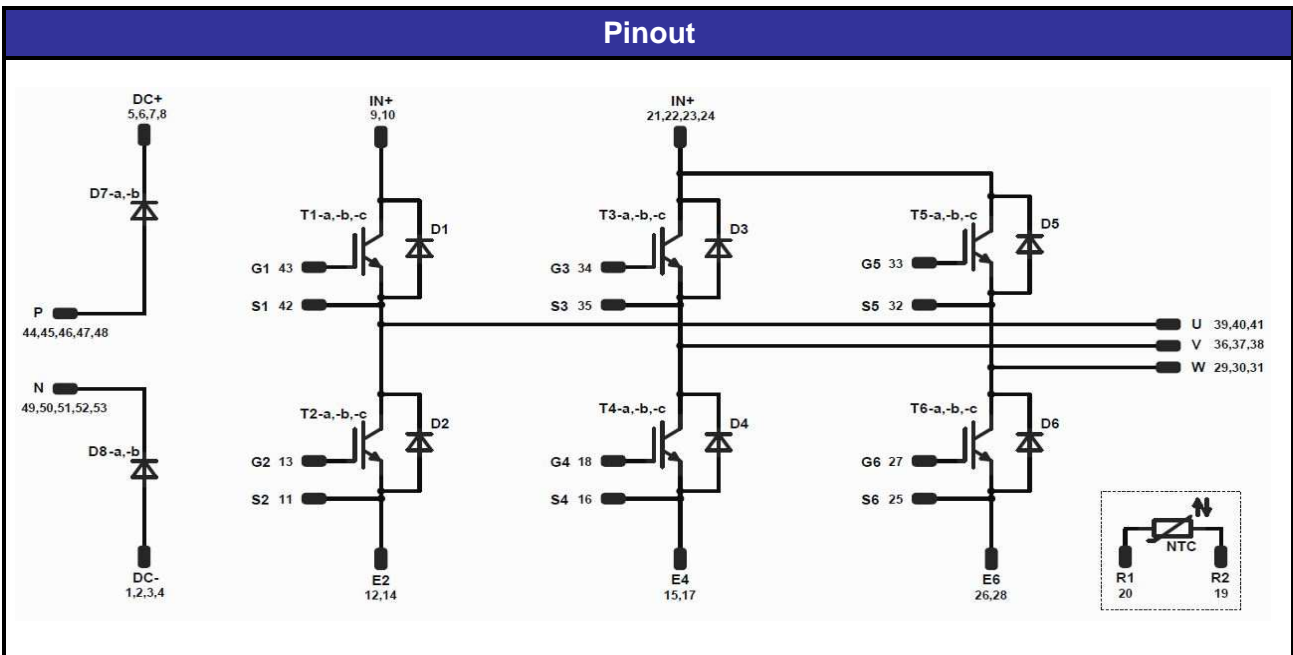 Pinout
DC+
5,6,7,8
IN+
9,10
IN+
21,22,23,24
D7-a,-b
T1-a,-b,-c
D1
T3-a,-b,-c
D3
T5-a,-b,-c
D5
G1 43
G3 34
G5 33
S1 42
S3 35
S5 32
P
44,45,46,47,48
U 39,40,41
V 36,37,38
W 29,30,31
N
49,50,51,52,53
T2-a,-b,-c
D2
T4-a,-b,-c
D4
T6-a,-b,-c
D6
D8-a,-b
G2 13
G4 18
G6 27
S2 11
S4 16
S6 25
NTC
DC-
1,2,3,4
E2
12,14
E4
15,17
E6
26,28
R1
20
R2
19